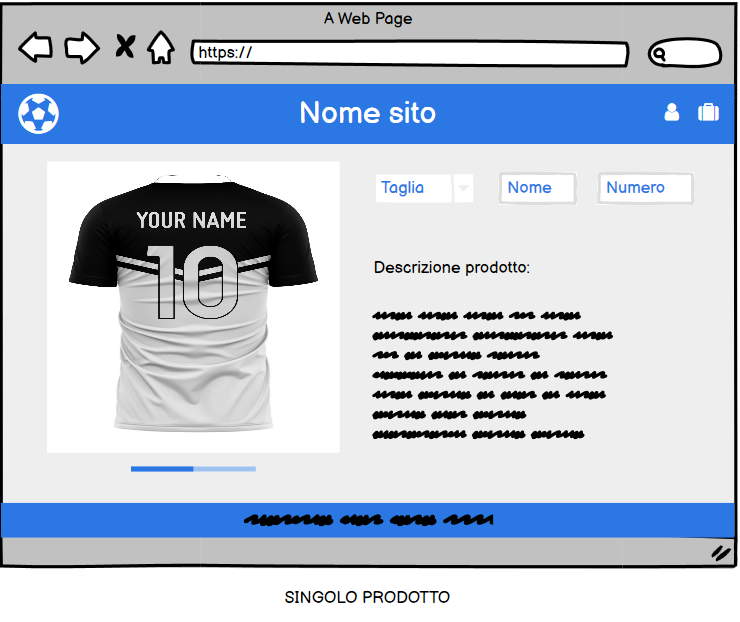 A Web Page
https://
Nome sito
Taglia
Nome
Numero
YOUR NAME
10
Descrizione prodotto:
SINGOLO PRODOTTO